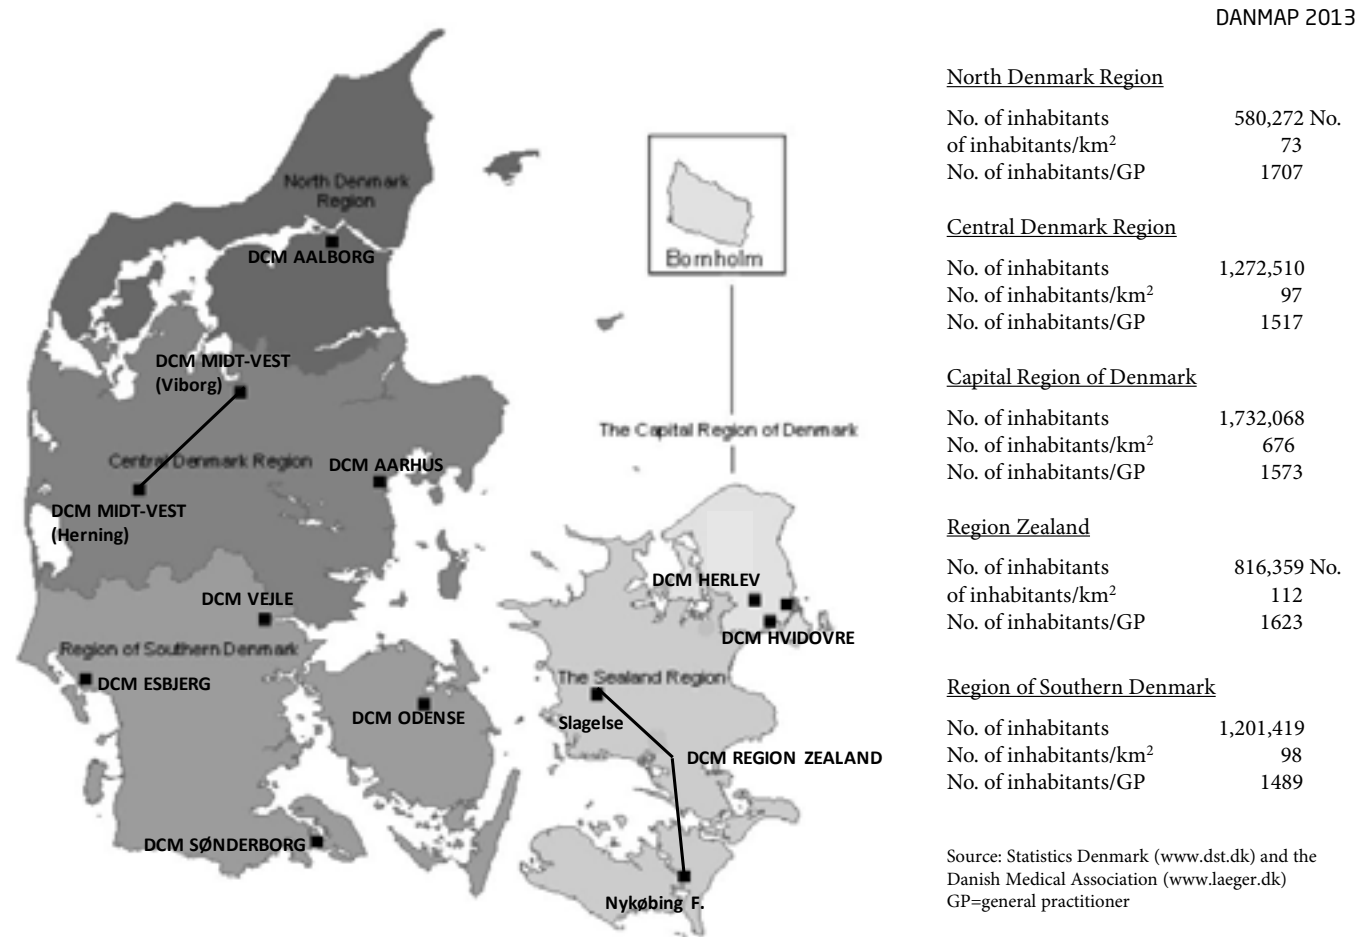 DANMAP 2013
North Denmark Region
No. of inhabitants 580,272 No.
of inhabitants/km² 73
No. of inhabitants/GP 1707
Central Denmark Region
No. of inhabitants 1,272,510
No. of inhabitants/km² 97
No. of inhabitants/GP 1517
Capital Region of Denmark
No. of inhabitants 1,732,068
No. of inhabitants/km² 676
No. of inhabitants/GP 1573
Region Zealand
No. of inhabitants 816,359 No.
of inhabitants/km² 112
No. of inhabitants/GP 1623
Region of Southern Denmark
No. of inhabitants 1,201,419
No. of inhabitants/km² 98
No. of inhabitants/GP 1489
Source: Statistics Denmark (www.dst.dk) and the
Danish Medical Association (www.laeger.dk)
GP=general practitioner
North Denmark
Region
DCM AALBORG
Bornholm
DCM MIDT-VEST
(Viborg)
The Capital Region of Denmark
Central Denmark Region
DCM AARHUS
DCM MIDT-VEST
(Herning)
DCM HERLEV
DCM VEJLE
DCM HVIDOVRE
Region of Southern Denmark
The Sealand Region
DCM ESBJERG
DCM ODENSE
Slagelse
DCM REGION ZEALAND
DCM SØNDERBORG
Nykøbing F.